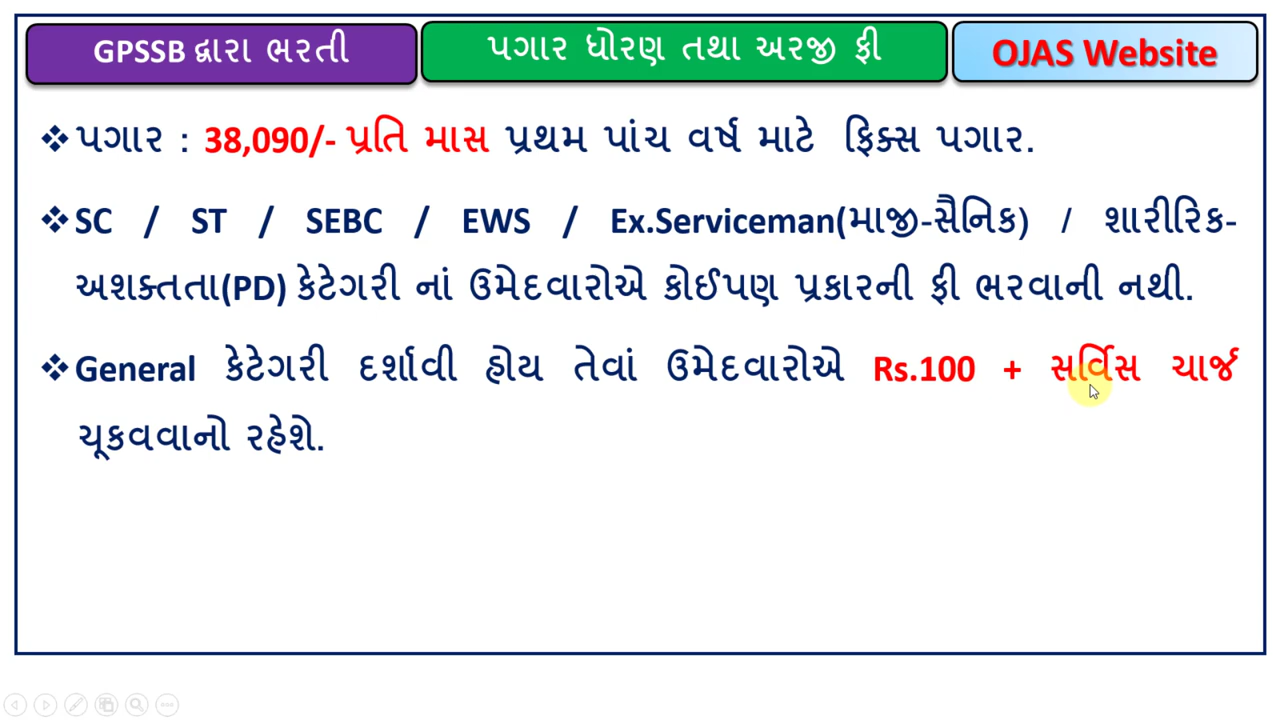 GPSSB દ્વારા ભરતી
પગાર ધોરણ તથા અરજી ફી
OJAS Website
❖પગાર : 38,090/- પ્રતિ માસ પ્રથમ પાંચ વર્ષ માટે ફિક્સ પગાર.
❖SC / ST / SEBC / EWS / Ex.Serviceman(માજી-સૈનિક) / શારીરિક-
અશક્તતા(PD) કેટેગરી નાં ઉમેદવારોએ કોઈપણ પ્રકારની ફી ભરવાની નથી.
❖General કેટેગરી દર્શાવી હોય તેવાં ઉમેદવારોએ Rs.100 + સર્વિસ ચાર્જ
ચૂકવવાનો રહેશે.